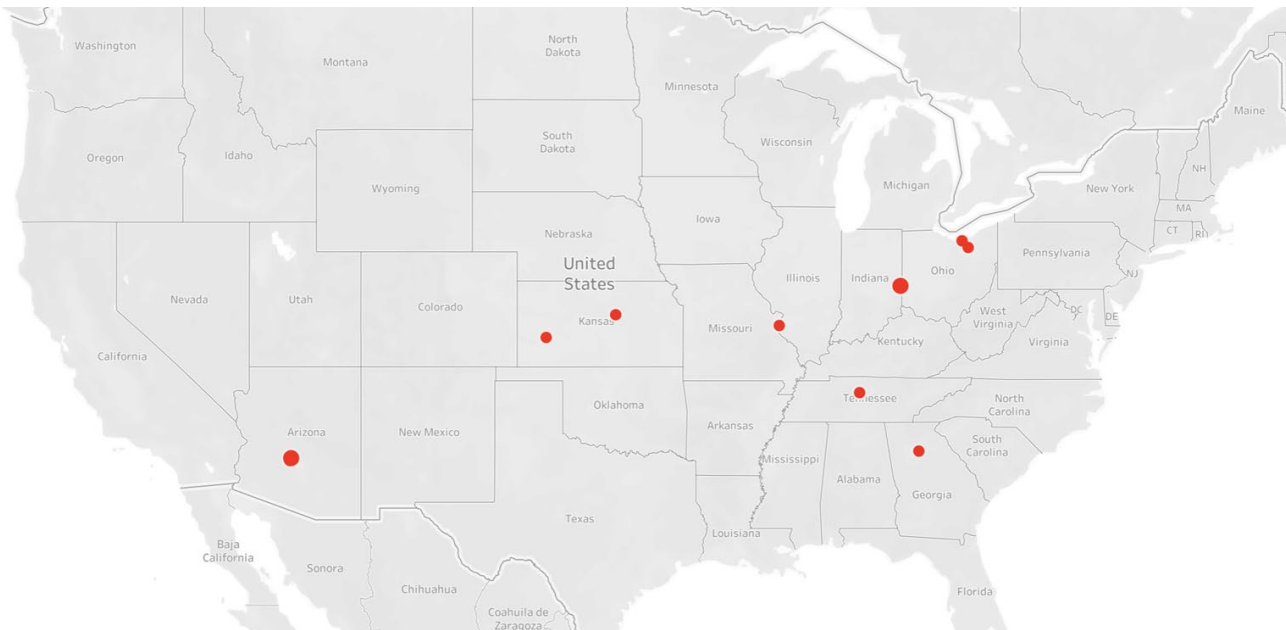 Washington
Montana
North
Dakota
Minnesota
Maine
Oregon
Idaho
South
Dakota
Wisconsin
Michigan
New York
NH
MA
CT
RI
Wyoming
Iowa
Nebraska
United
States
Illinois
Indiana
Ohio
Pennsylvania
NJ
Nevada
Utah
Colorado
Kansas
Missouri
West
Virginia
DC
DE
Kentucky
Virginia
California
Arizona
New Mexico
Oklahoma
Arkansas
Tennessee
North
Carolina
South
Carolina
Mississippi
Alabama
Georgia
Texas
Louisiana
Baja
California
Sonora
Chihuahua
Coahuila de
Zaragoza
Florida